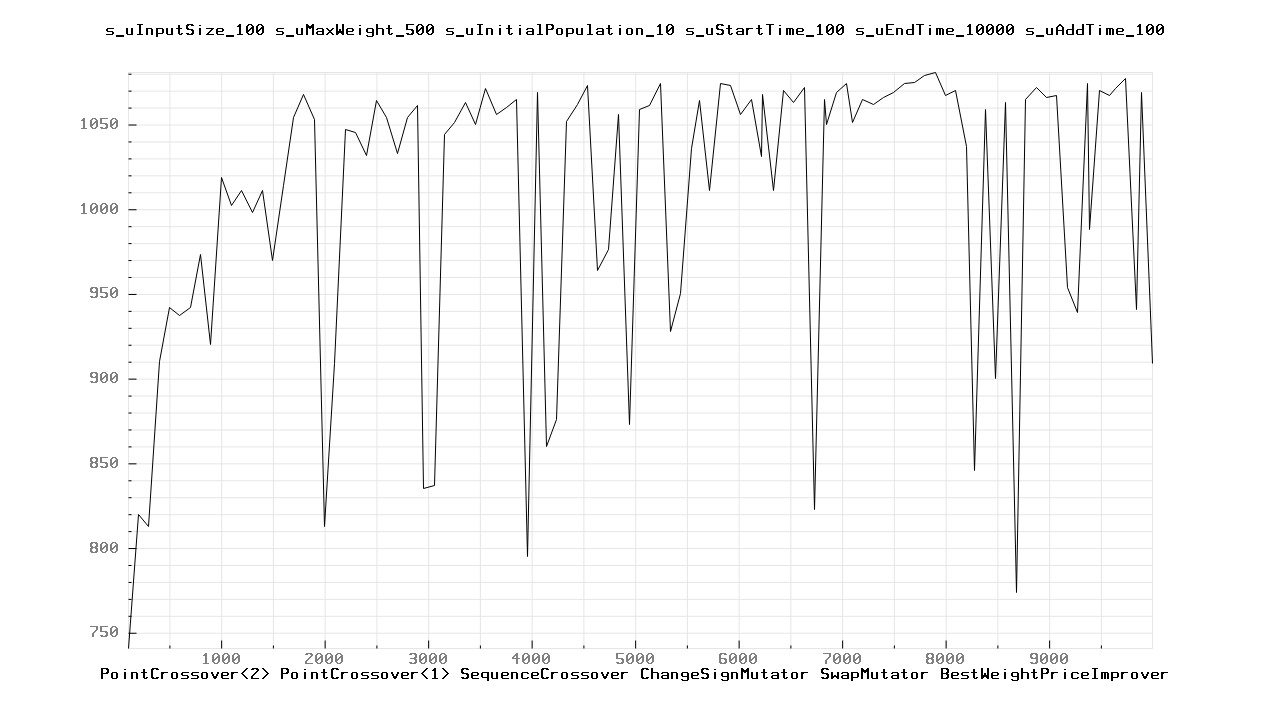 s_uInputSize_100 s_uMaxWeight_500 s_uInitialPopulation_10 s_uStartTime_100 s_uEndTime_10000 s_uAddTime_100
1050
1000
950
900
850
800
750
1000 2000 3000 4000 5000 6000 7000 8000 9000
PointCrossover<2> PointCrossover<1> SequenceCrossover ChangeSignMutator SwapMutator BestWeightPriceImprover